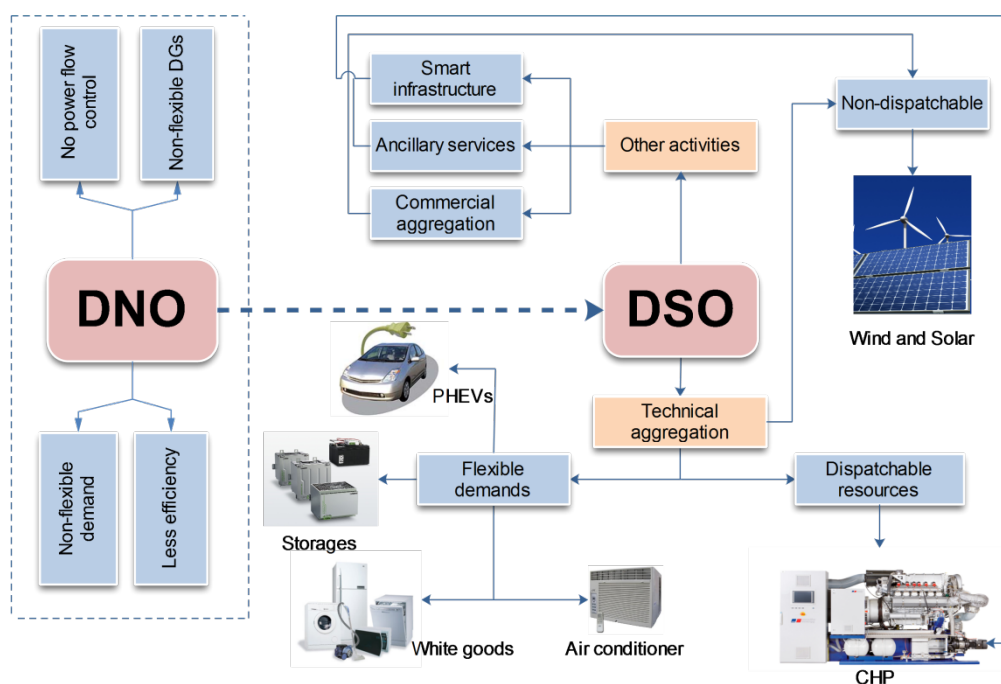 No power flow
control
Non-flexible DGs
DNO
Non-flexible
demand
Less efficiency
Smart
infrastructure
Ancillary services
Commercial
aggregation
Other activities
Non-dispatchable
Wind and Solar
DSO
PHEVs
Technical
aggregation
Flexible
demands
Dispatchable
resources
Storages
White goods
Air conditioner
CHP